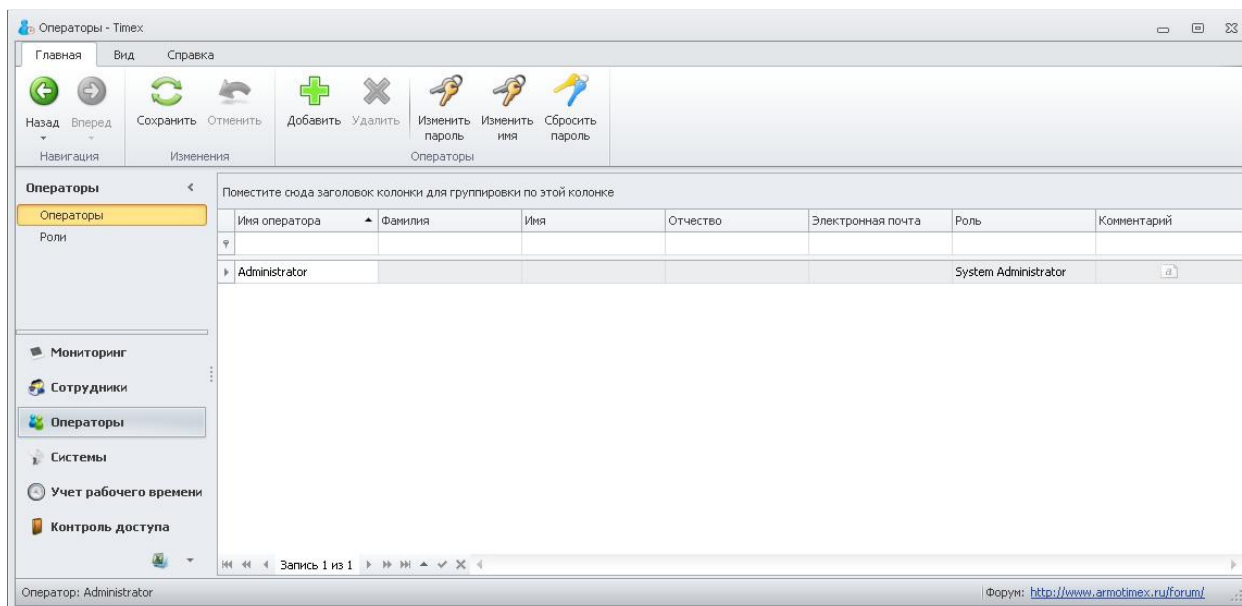 Операторы - Timex
Главная Вид Справка
Назад Вперед Сохранить Отменить Добавить Удалить Изменить пароль Изменить имя Сбросить пароль
Навигация Изменения Операторы
Операторы
Операторы
Роли
Поместите сюда заголовок колонки для группировки по этой колонке
Имя оператора Фамилия Имя Отчество Электронная почта Роль Комментарий
Administrator System Administrator
Мониторинг
Сотрудники
Операторы
Системы
Учет рабочего времени
Контроль доступа
Запись 1 из 1
Оператор: Administrator Форум: http://www.armotimex.ru/forum/